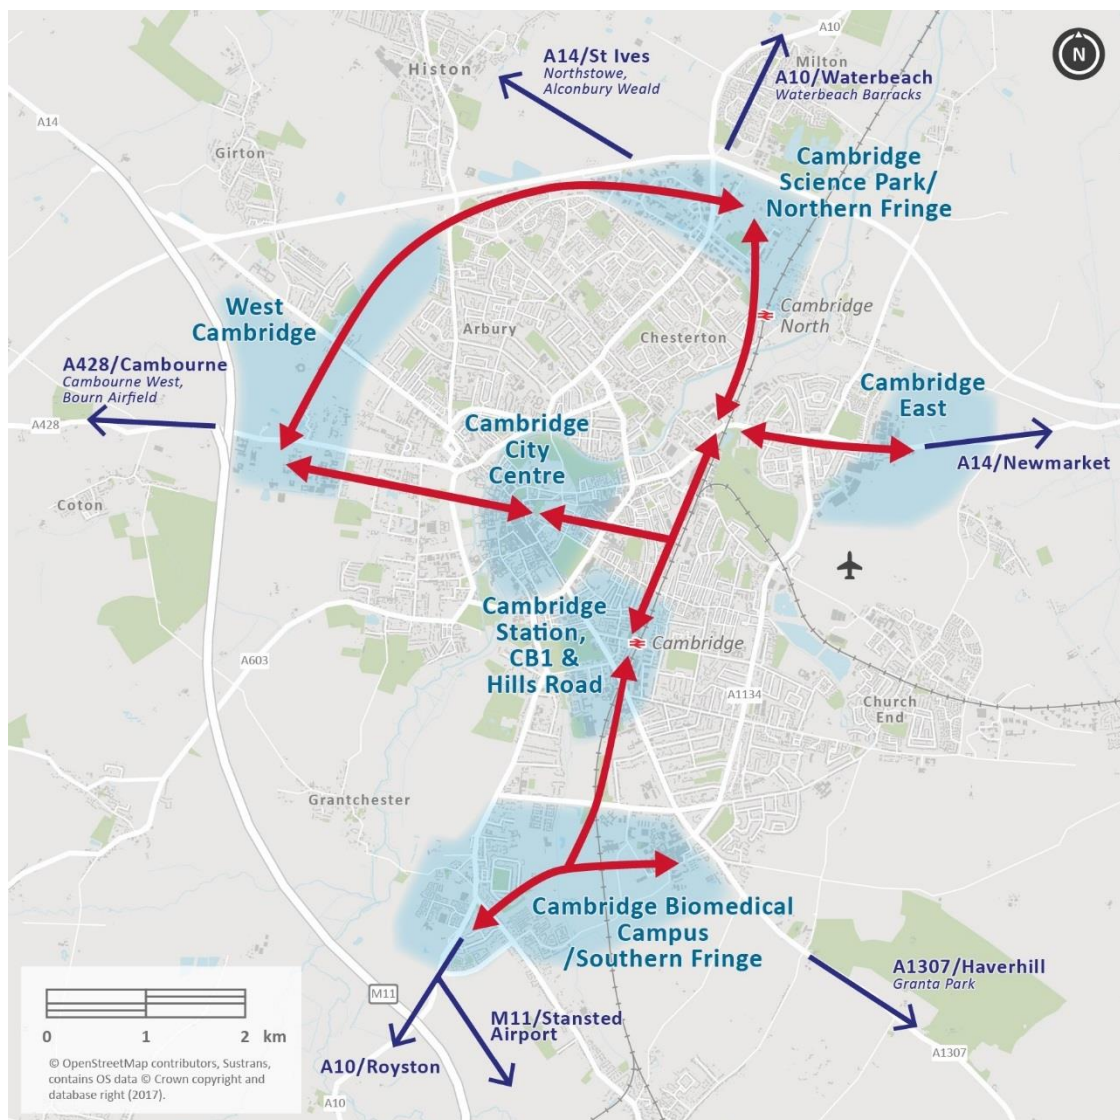 A10
N
A14/St Ives
Northstowe,
Alconbury Weald
Histon
Milton
A10/Waterbeach
Waterbeach Barracks
A14
Girton
Cambridge
Science Park/
Northern Fringe
West
Cambridge
Arbury
Chesterton
Cambridge
North
A428/Cambourne
Cambourne West,
Bourn Airfield
A428
Cambridge
East
Cambridge
City
Centre
A14/Newmarket
Coton
Cambridge
Station,
CB1 &
Hills Road
Cambridge
A603
A1134
Church
End
Grantchester
Cambridge Biomedical
Campus
/Southern Fringe
A1307/Haverhill
Granta Park
M11
M11/Stansted
Airport
A10/Royston
A1307
A10
0 1 2 km
© OpenStreetMap contributors, Sustrans,
contains OS data © Crown copyright and
database right (2017).